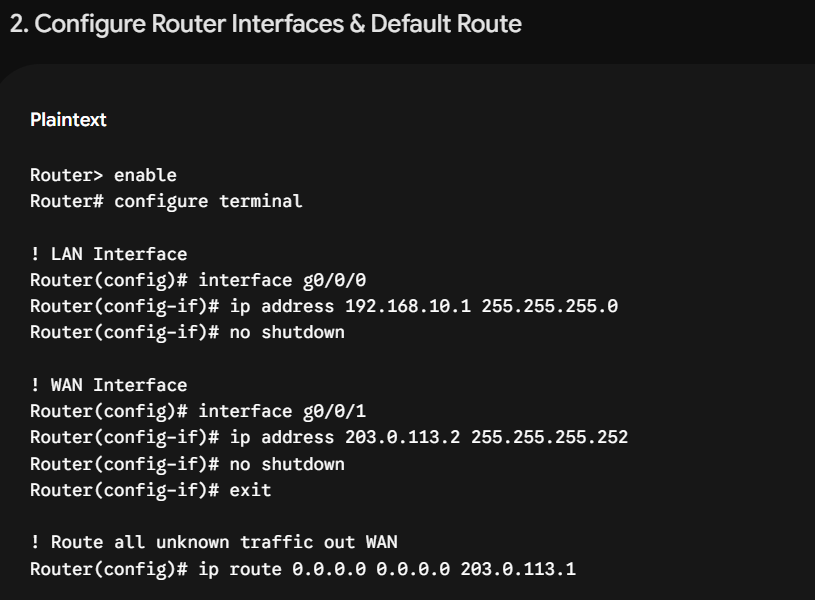 2. Configure Router Interfaces & Default Route
Plaintext
Router> enable
Router# configure terminal
! LAN Interface
Router(config)# interface g0/0/0
Router(config-if)# ip address 192.168.10.1 255.255.255.0
Router(config-if)# no shutdown
! WAN Interface
Router(config)# interface g0/0/1
Router(config-if)# ip address 203.0.113.2 255.255.255.252
Router(config-if)# no shutdown
Router(config-if)# exit
! Route all unknown traffic out WAN
Router(config)# ip route 0.0.0.0 0.0.0.0 203.0.113.1